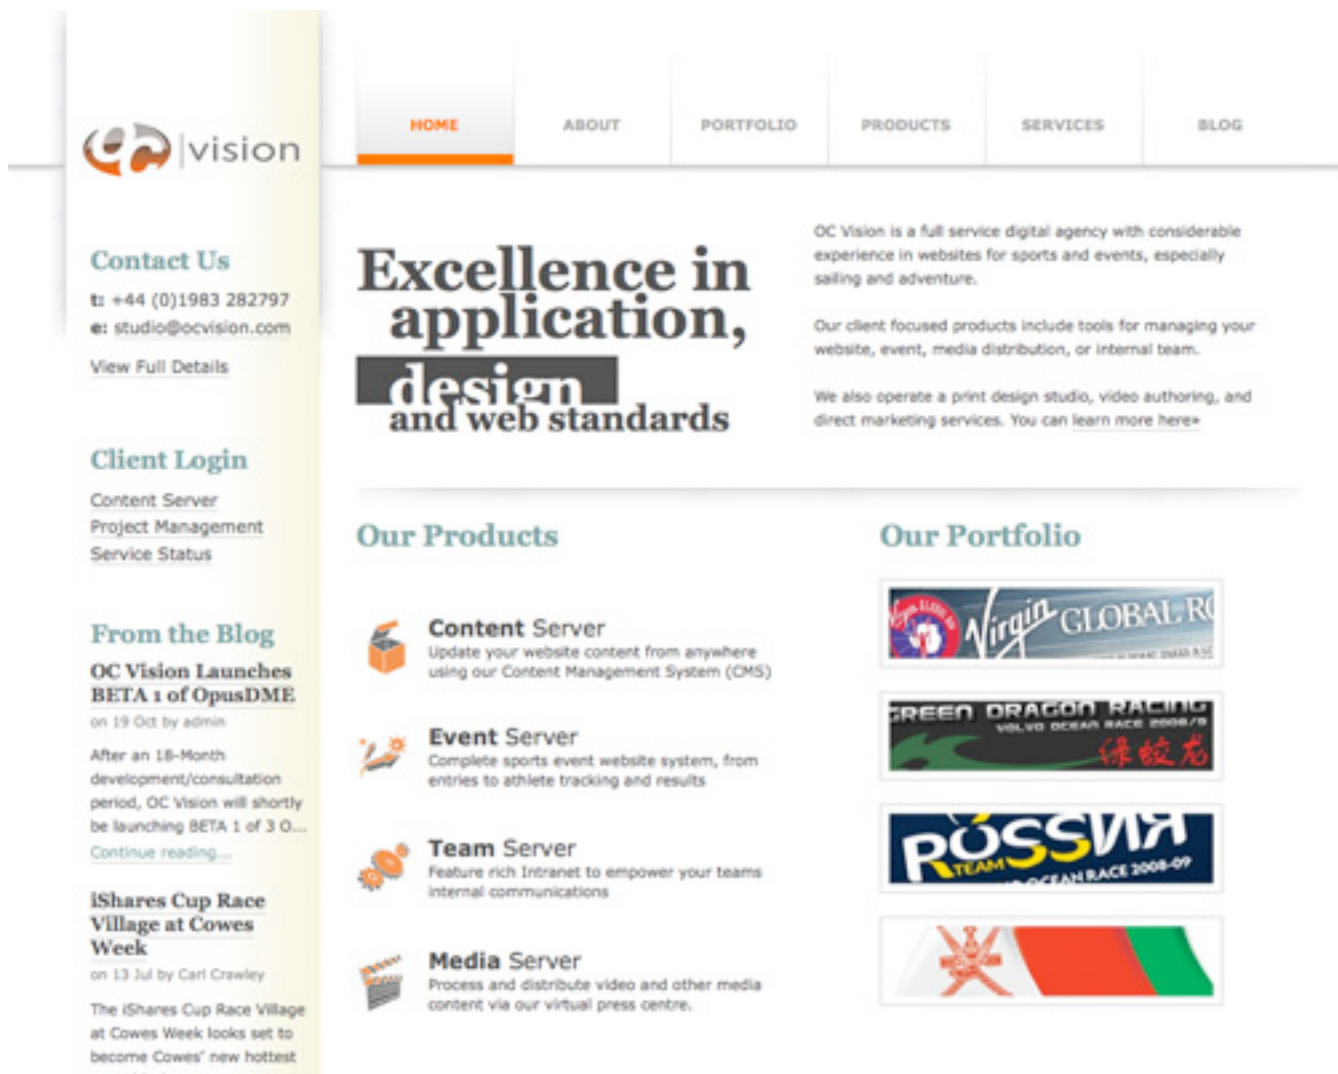 oc|vision
HOME
ABOUT
PORTFOLIO
PRODUCTS
SERVICES
BLOG
Contact Us
t: +44 (0)1983 282797
e: studio@ocvision.com
View Full Details
Client Login
Content Server
Project Management
Service Status
From the Blog
OC Vision Launches
BETA 1 of OpusDME
on 19 Oct by admin
After an 18-Month
development/consultation
period, OC Vision will shortly
be launching BETA 1 of 3 O...
Continue reading...
iShares Cup Race
Village at Cowes
Week
on 13 Jul by Carl Crawley
The iShares Cup Race Village
at Cowes Week looks set to
become Cowes' new hottest
Excellence in
application,
design
and web standards
OC Vision is a full service digital agency with considerable
experience in websites for sports and events, especially
sailing and adventure.
Our client focused products include tools for managing your
website, event, media distribution, or internal team.
We also operate a print design studio, video authoring, and
direct marketing services. You can learn more here»
Our Products
Content Server
Update your website content from anywhere
using our Content Management System (CMS)
Event Server
Complete sports event website system, from
entries to athlete tracking and results
Team Server
Feature rich Intranet to empower your teams
internal communications
Media Server
Process and distribute video and other media
content via our virtual press centre.
Our Portfolio
Virgin GLOBAL RO
GREEN DRAGON RACING
VOLVO OCEAN RACE 2008/9
绿蛟龙
РОССИЯ
TEAM
OCEAN RACE 2008-09